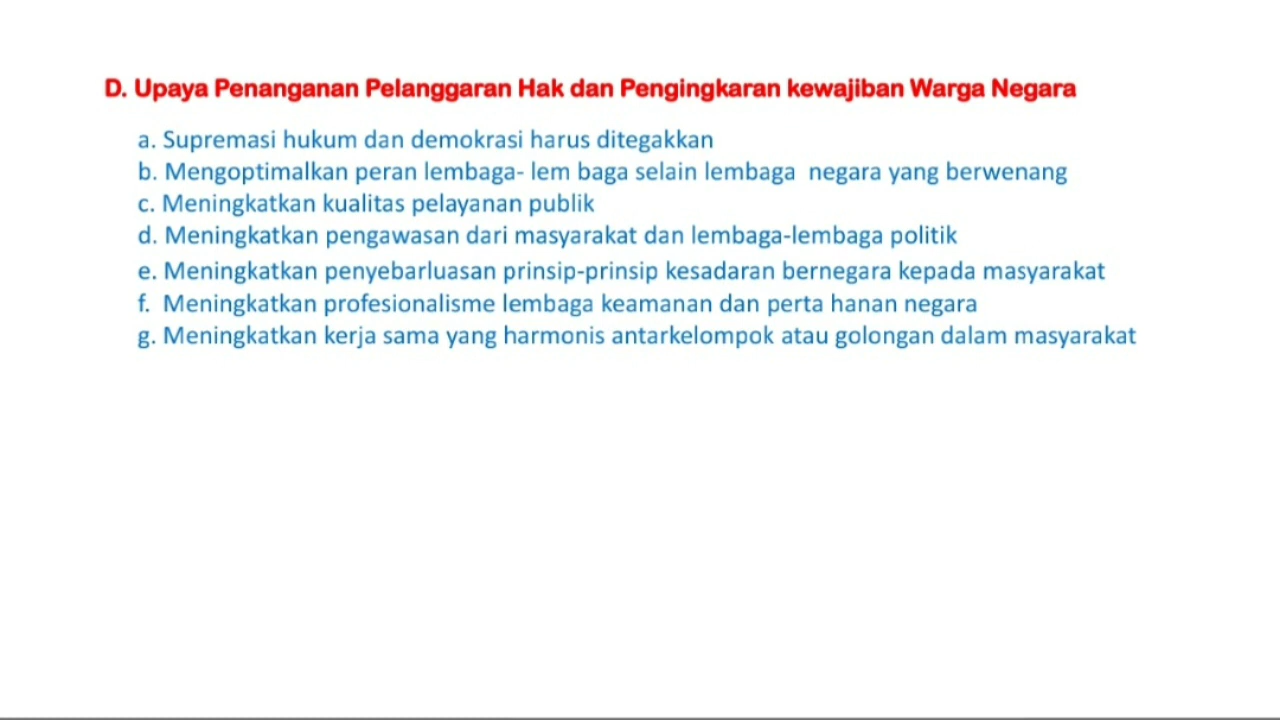 D. Upaya Penanganan Pelanggaran Hak dan Pengingkaran kewajiban Warga Negara
a. Supremasi hukum dan demokrasi harus ditegakkan
b. Mengoptimalkan peran lembaga- lem baga selain lembaga  negara yang berwenang
c. Meningkatkan kualitas pelayanan publik
d. Meningkatkan pengawasan dari masyarakat dan lembaga-lembaga politik
e. Meningkatkan penyebarluasan prinsip-prinsip kesadaran bernegara kepada masyarakat
f.  Meningkatkan profesionalisme lembaga keamanan dan perta hanan negara
g. Meningkatkan kerja sama yang harmonis antarkelompok atau golongan dalam masyarakat